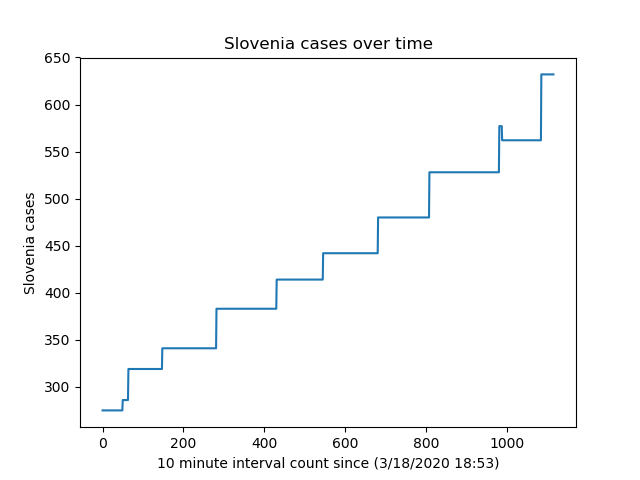 Slovenia cases over time
650
600
550
500
450
400
350
300
Slovenia cases
0 200 400 600 800 1000
10 minute interval count since (3/18/2020 18:53)